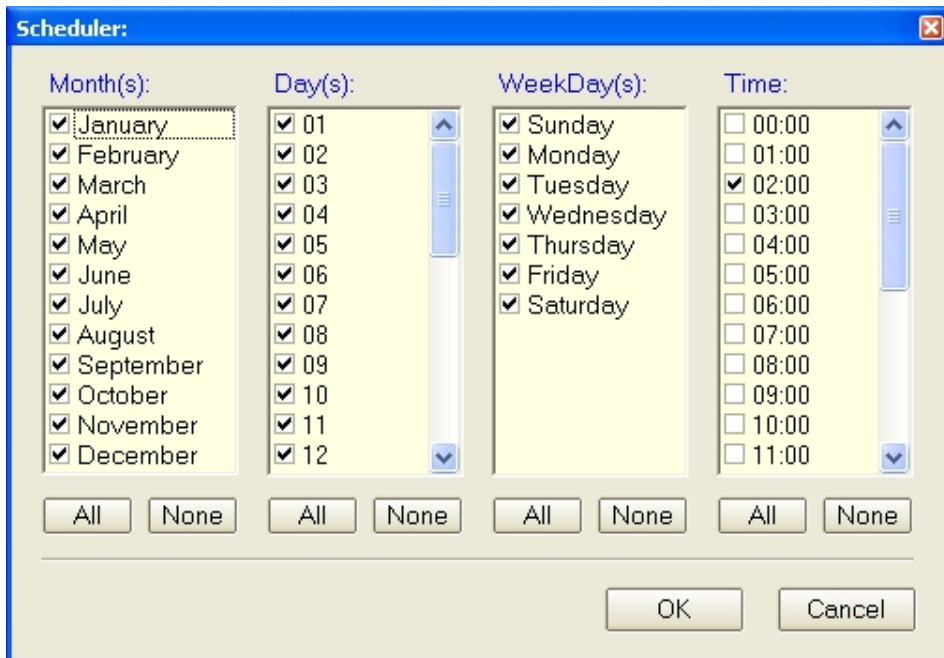 Scheduler:
Month(s):
January
February
March
April
May
June
July
August
September
October
November
December
All None
Day(s):
01
02
03
04
05
06
07
08
09
10
11
12
All None
WeekDay(s):
Sunday
Monday
Tuesday
Wednesday
Thursday
Friday
Saturday
All None
Time:
00:00
01:00
02:00
03:00
04:00
05:00
06:00
07:00
08:00
09:00
10:00
11:00
All None
OK Cancel